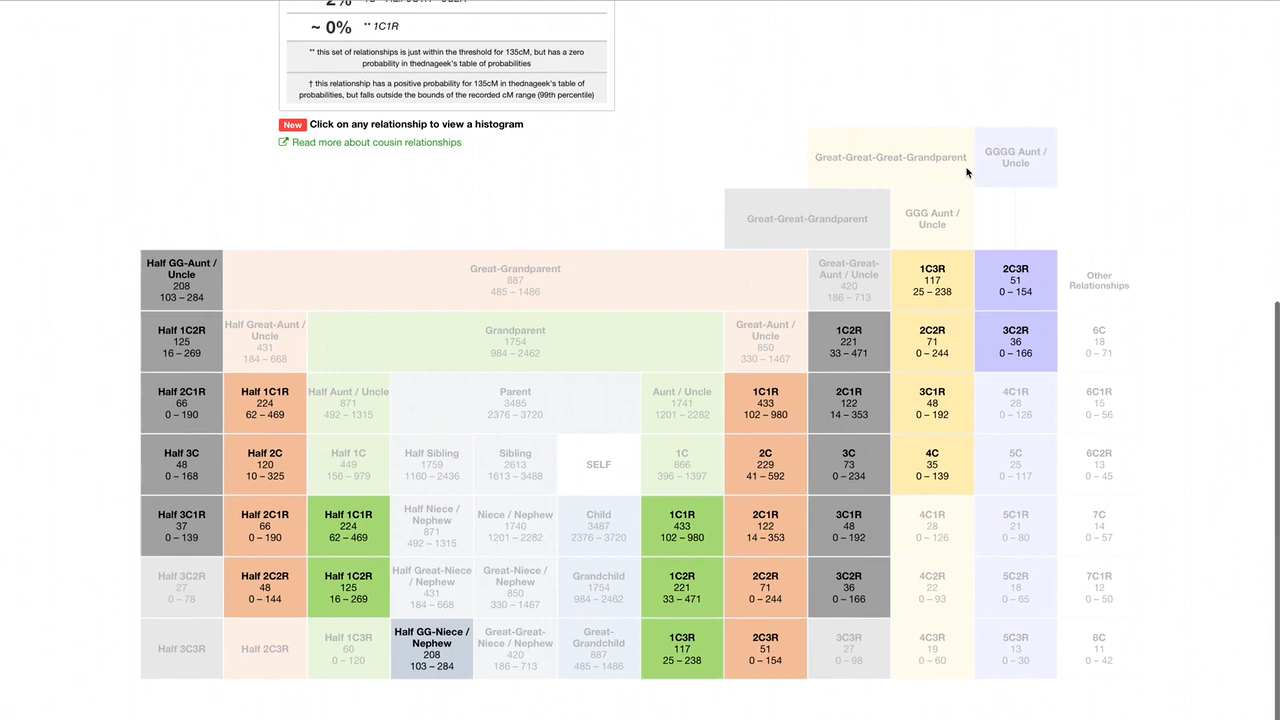 ~ 0% ** 1C1R
** this set of relationships is just within the threshold for 135cM, but has a zero
probability in thednageek's table of probabilities
† this relationship has a positive probability for 135cM in thednageek's table of
probabilities, but falls outside the bounds of the recorded cM range (99th percentile)
New Click on any relationship to view a histogram
Read more about cousin relationships
Great-Great-Great-Grandparent
GGGG Aunt /
Uncle
Great-Great-Grandparent
GGG Aunt /
Uncle
Half GG-Aunt /
Uncle
208
103 – 284
Great-Grandparent
887
485 – 1486
Great-Great-
Aunt / Uncle
420
186 – 713
1C3R
117
25 – 238
2C3R
51
0 – 154
Other
Relationships
Half 1C2R
125
16 – 269
Half Great-Aunt /
Uncle
431
184 – 668
Grandparent
1754
984 – 2462
Great-Aunt /
Uncle
850
330 – 1467
1C2R
221
33 – 471
2C2R
71
0 – 244
3C2R
36
0 – 166
6C
18
0 – 71
Half 2C1R
66
0 – 190
Half 1C1R
224
62 – 469
Half Aunt / Uncle
871
492 – 1315
Parent
3485
2376 – 3720
Aunt / Uncle
1741
1201 – 2282
1C1R
433
102 – 980
2C1R
122
14 – 353
3C1R
48
0 – 192
4C1R
28
0 – 126
6C1R
15
0 – 56
Half 3C
48
0 – 168
Half 2C
120
10 – 325
Half 1C
449
156 – 979
Half Sibling
1759
1160 – 2436
Sibling
2613
1613 – 3488
SELF
1C
866
396 – 1397
2C
229
41 – 592
3C
73
0 – 234
4C
35
0 – 139
5C
25
0 – 117
6C2R
13
0 – 45
Half 3C1R
37
0 – 139
Half 2C1R
66
0 – 190
Half 1C1R
224
62 – 469
Half Niece /
Nephew
871
492 – 1315
Niece / Nephew
1740
1201 – 2282
Child
3487
2376 – 3720
1C1R
433
102 – 980
2C1R
122
14 – 353
3C1R
48
0 – 192
4C1R
28
0 – 126
5C1R
21
0 – 80
7C
14
0 – 57
Half 3C2R
27
0 – 78
Half 2C2R
48
0 – 144
Half 1C2R
125
16 – 269
Half Great-Niece
/ Nephew
431
184 – 668
Great-Niece /
Nephew
850
330 – 1467
Grandchild
1754
984 – 2462
1C2R
221
33 – 471
2C2R
71
0 – 244
3C2R
36
0 – 166
4C2R
22
0 – 93
5C2R
18
0 – 65
7C1R
12
0 – 50
Half 3C3R
Half 2C3R
Half 1C3R
60
0 – 120
Half GG-Niece /
Nephew
208
103 – 284
Great-Great-
Niece / Nephew
420
186 – 713
Great-
Grandchild
887
485 – 1486
1C3R
117
25 – 238
2C3R
51
0 – 154
3C3R
27
0 – 98
4C3R
19
0 – 60
5C3R
13
0 – 30
8C
11
0 – 42